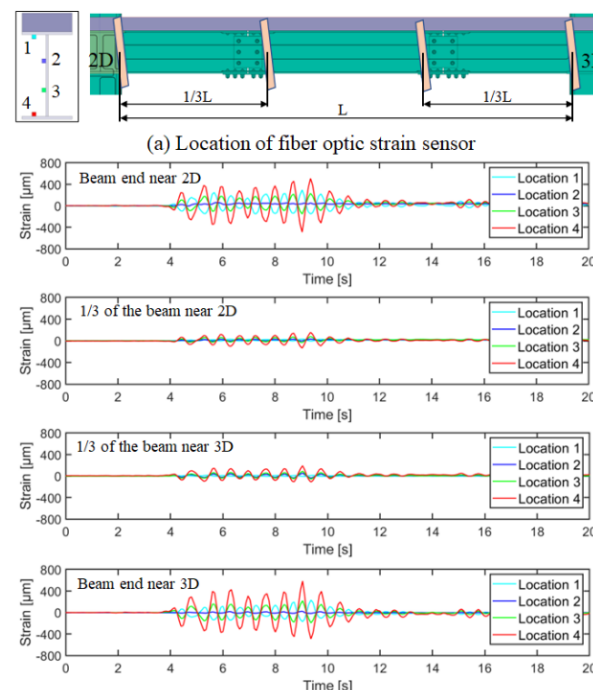 1
2
3
4
2D
3
1/3L
1/3L
L
(a) Location of fiber optic strain sensor
800
400
0
-400
-800
Strain [µm]
Beam end near 2D
Location 1
Location 2
Location 3
Location 4
0 2 4 6 8 10 12 14 16 18 20
Time [s]
800
400
0
-400
-800
Strain [µm]
1/3 of the beam near 2D
Location 1
Location 2
Location 3
Location 4
0 2 4 6 8 10 12 14 16 18 20
Time [s]
800
400
0
-400
-800
Strain [µm]
1/3 of the beam near 3D
Location 1
Location 2
Location 3
Location 4
0 2 4 6 8 10 12 14 16 18 20
Time [s]
800
400
0
-400
-800
Strain [µm]
Beam end near 3D
Location 1
Location 2
Location 3
Location 4
0 2 4 6 8 10 12 14 16 18 20
Time [s]